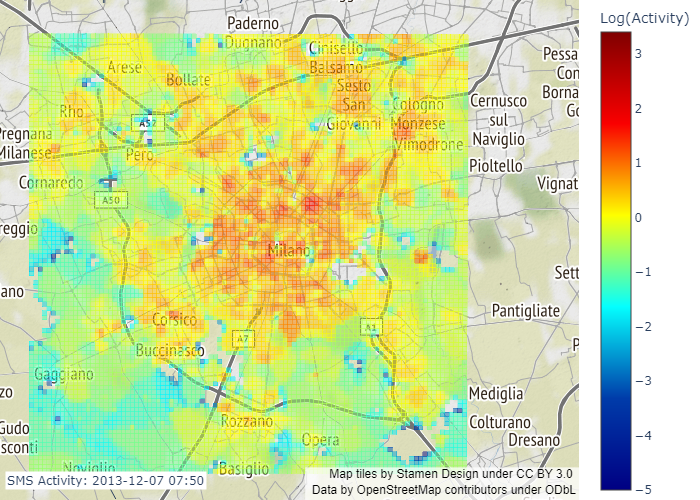 Log(Activity)
Paderno
Dugnano
Cinisello
Balsamo
Arese
Bollate
Sesto
San
Giovanni
Rho
Cologno
Monzese
Cernusco
sul
Naviglio
Pessa
Borna
A52
Pregnana
Milanese
Pero
Vimodrone
Pioltello
Cornaredo
A50
Vignat
reggio
Milano
Sett
ano
Pantigliate
Corsico
A7
A1
Buccinasco
P
Gaggiano
zo
Mediglia
Rozzano
Colturano
Gudo
sconti
Opera
Dresano
Noviglio
Basiglio
SMS Activity: 2013-12-07 07:50
Map tiles by Stamen Design under CC BY 3.0
Data by OpenStreetMap contributors under ODbL
3
2
1
0
−1
−2
−3
−4
−5